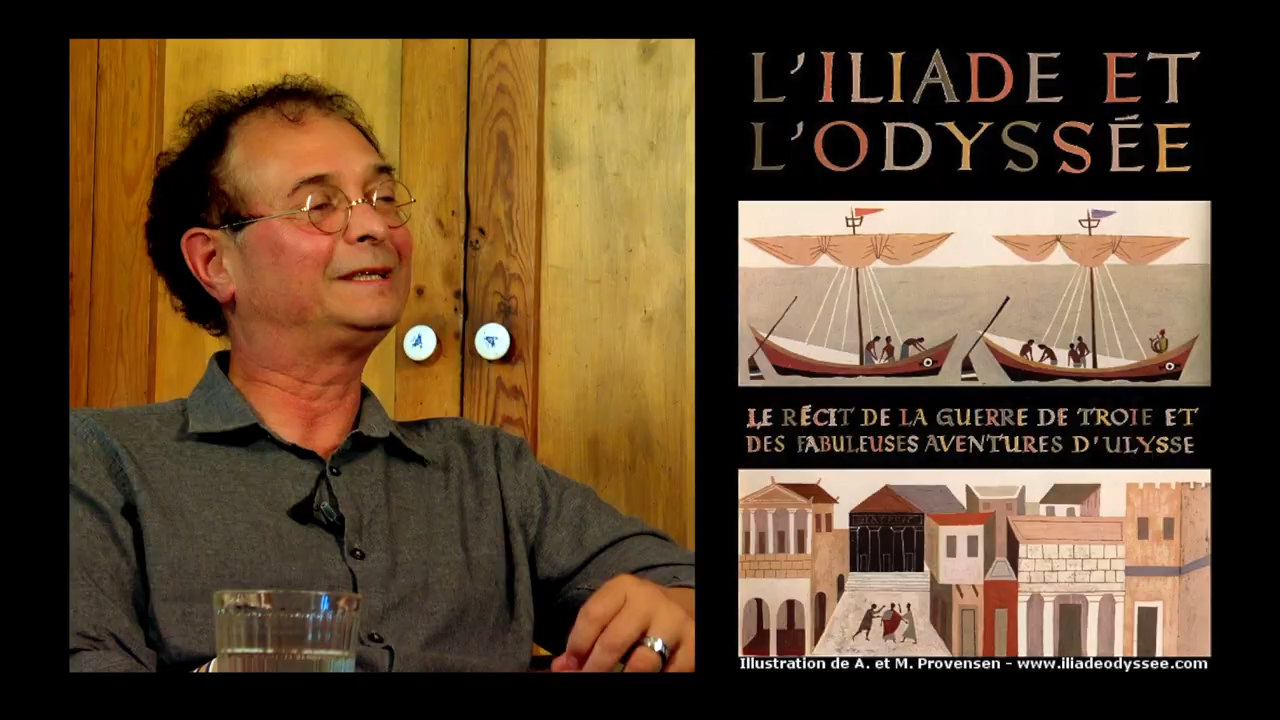 L'ILIADE ET
L'ODYSSÉE
LE RÉCIT DE LA GUERRE DE TROIE ET
DES FABULEUSES AVENTURES D'ULYSSE
Illustration de A. et M. Provensen - www.iliadeodyssee.com